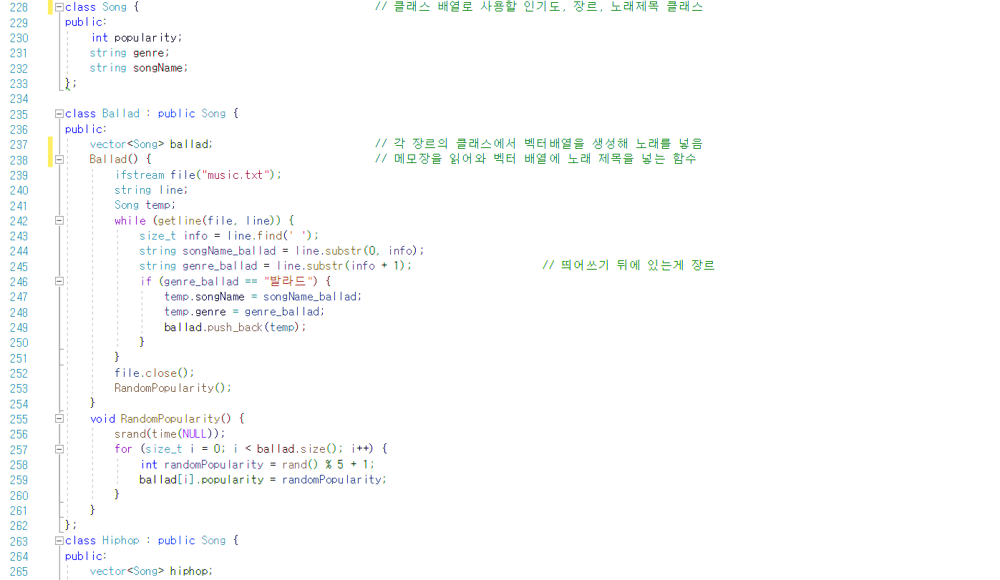 228 class Song { // 클래스 배열로 사용할 인기도, 장르, 노래제목 클래스
229 public:
230 int popularity;
231 string genre;
232 string songName;
233 };
234
235 class Ballad : public Song {
236 public:
237 vector<Song> ballad; // 각 장르의 클래스에서 벡터배열을 생성해 노래를 넣음
238 Ballad() { // 메모장을 읽어와 벡터 배열에 노래 제목을 넣는 함수
239 ifstream file("music.txt");
240 string line;
241 Song temp;
242 while (getline(file, line)) {
243 size_t info = line.find(' ');
244 string songName_ballad = line.substr(0, info);
245 string genre_ballad = line.substr(info + 1); // 띄어쓰기 뒤에 있는게 장르
246 if (genre_ballad == "발라드") {
247 temp.songName = songName_ballad;
248 temp.genre = genre_ballad;
249 ballad.push_back(temp);
250 }
251 }
252 file.close();
253 RandomPopularity();
254 }
255 void RandomPopularity() {
256 srand(time(NULL));
257 for (size_t i = 0; i < ballad.size(); i++) {
258 int randomPopularity = rand() % 5 + 1;
259 ballad[i].popularity = randomPopularity;
260 }
261 }
262 };
263 class Hiphop : public Song {
264 public:
265 vector<Song> hiphop;